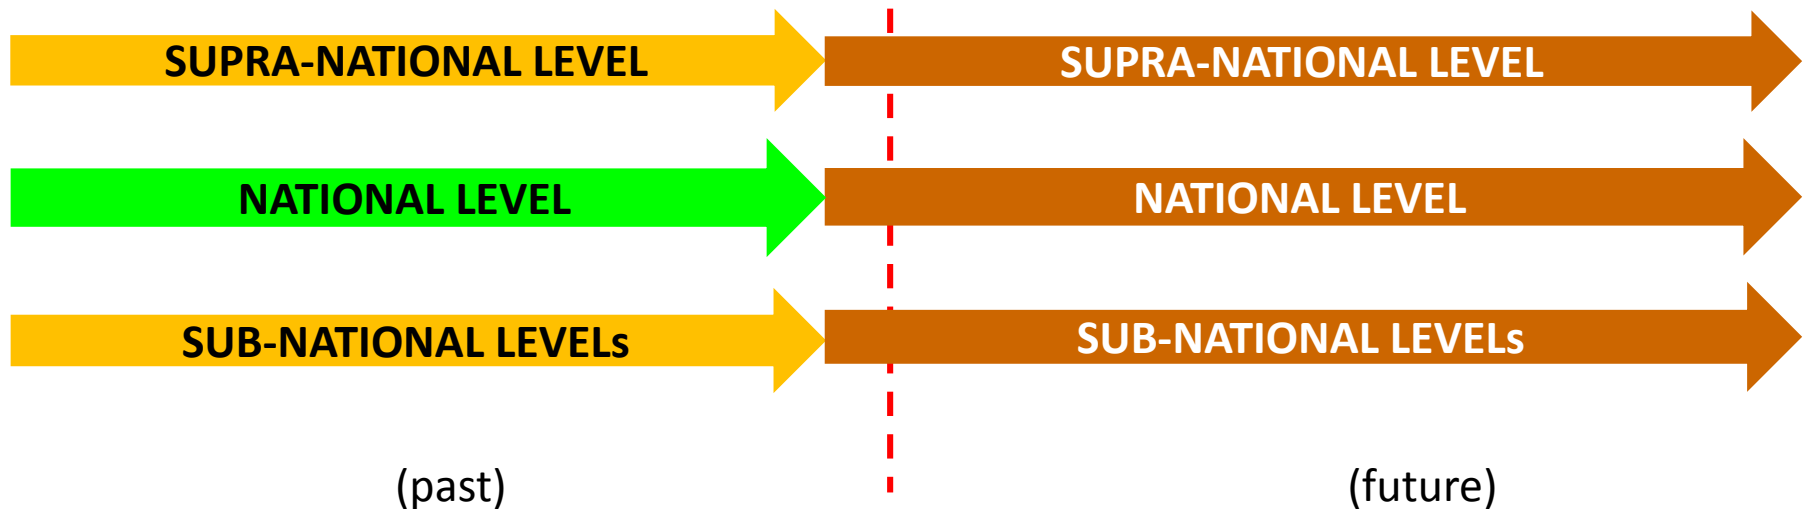 SUPRA-NATIONAL LEVEL
SUPRA-NATIONAL LEVEL
NATIONAL LEVEL
NATIONAL LEVEL
SUB-NATIONAL LEVELs
SUB-NATIONAL LEVELs
(past)
(future)